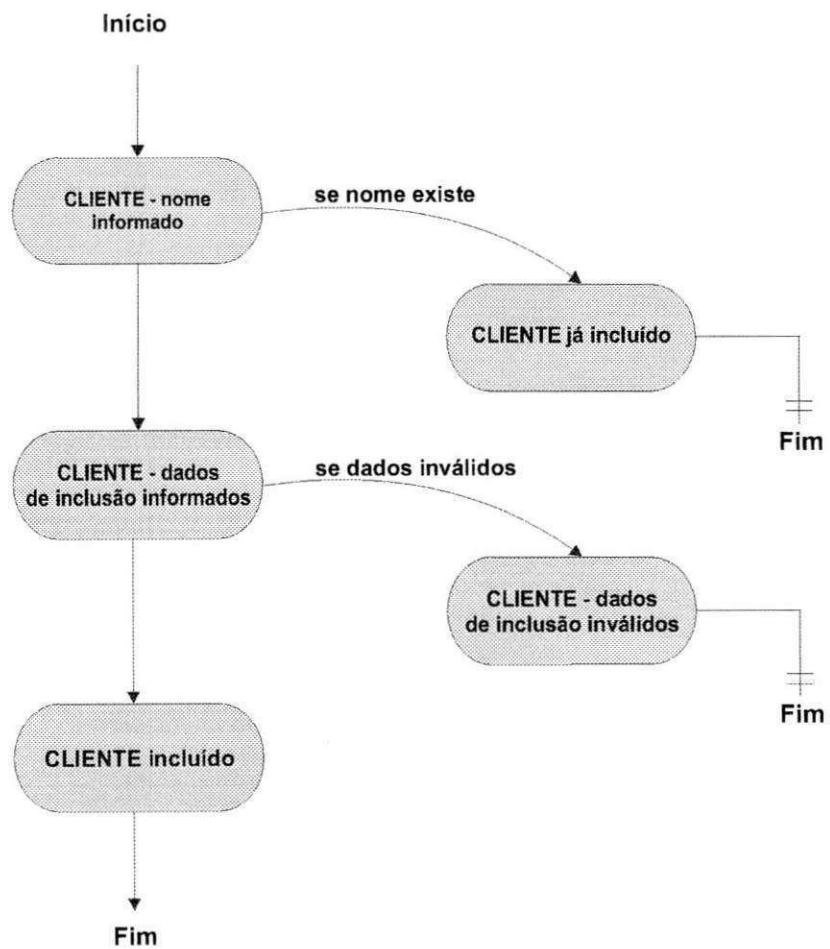 Início
CLIENTE - nome
informado
se nome existe
CLIENTE já incluído
Fim
CLIENTE - dados
de inclusão informados
se dados inválidos
CLIENTE - dados
de inclusão inválidos
Fim
CLIENTE incluído
Fim